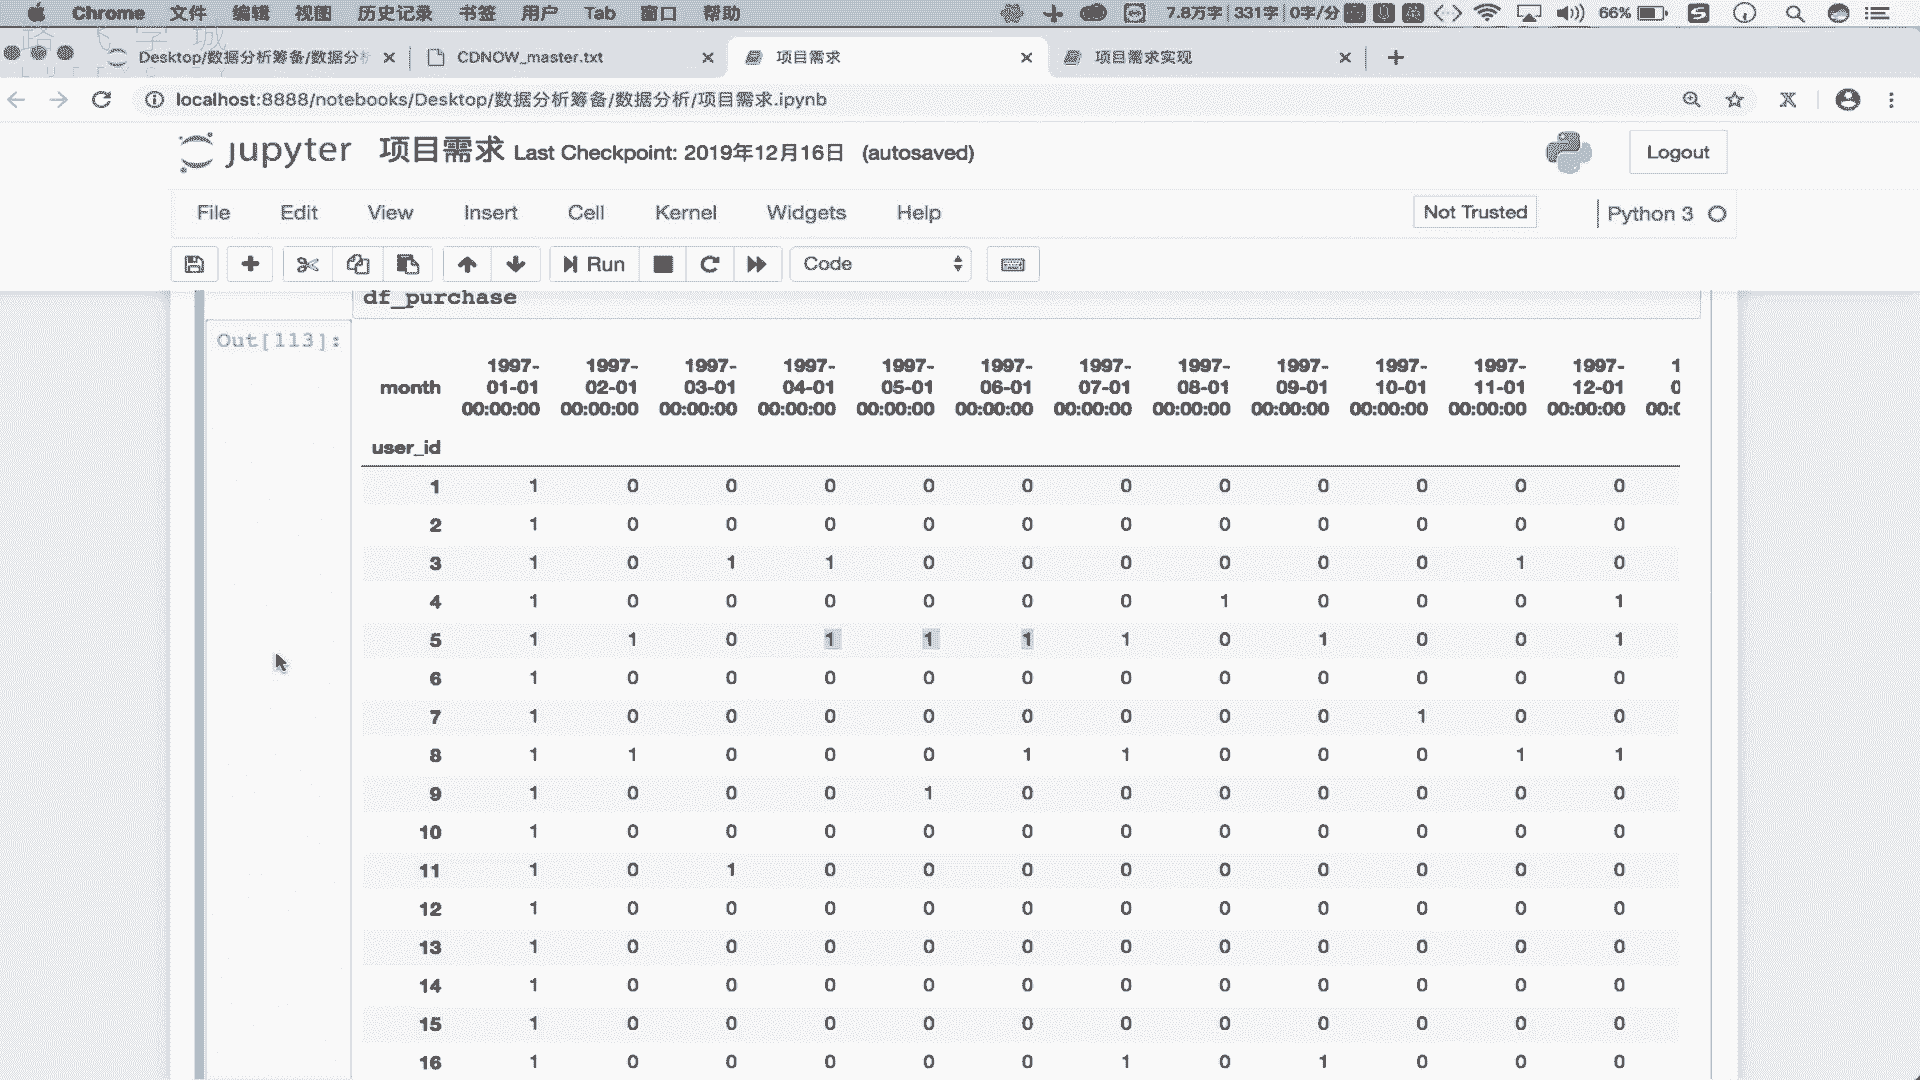 Chrome 文件 编辑 视图 历史记录 书签 用户 Tab 窗口 帮助 7.8万字 331字 0字/分 66%
Desktop/数据分析筹备/数据分析 CDNOW_master.txt 项目需求 项目需求实现
localhost:8888/notebooks/Desktop/数据分析筹备/数据分析/项目需求.ipynb
jupyter 项目需求 Last Checkpoint: 2019年12月16日 (autosaved) Logout
File Edit View Insert Cell Kernel Widgets Help Not Trusted Python 3
Run Code
df_purchase
Out[113]:
1997- 1997- 1997- 1997- 1997- 1997- 1997- 1997- 1997- 1997- 1997- 1997- 1
month 01-01 02-01 03-01 04-01 05-01 06-01 07-01 08-01 09-01 10-01 11-01 12-01 0
00:00:00 00:00:00 00:00:00 00:00:00 00:00:00 00:00:00 00:00:00 00:00:00 00:00:00 00:00:00 00:00:00 00:00:00 00:0
user_id
1 1 0 0 0 0 0 0 0 0 0 0 0
2 1 0 0 0 0 0 0 0 0 0 0 0
3 1 0 1 1 0 0 0 0 0 0 1 0
4 1 0 0 0 0 0 0 1 0 0 0 1
5 1 1 0 1 1 1 1 0 1 0 0 1
6 1 0 0 0 0 0 0 0 0 0 0 0
7 1 0 0 0 0 0 0 0 0 1 0 0
8 1 1 0 0 0 1 1 0 0 0 1 1
9 1 0 0 0 1 0 0 0 0 0 0 0
10 1 0 0 0 0 0 0 0 0 0 0 0
11 1 0 1 0 0 0 0 0 0 0 0 0
12 1 0 0 0 0 0 0 0 0 0 0 0
13 1 0 0 0 0 0 0 0 0 0 0 0
14 1 0 0 0 0 0 0 0 0 0 0 0
15 1 0 0 0 0 0 0 0 0 0 0 0
16 1 0 0 0 0 0 1 0 1 0 0 0